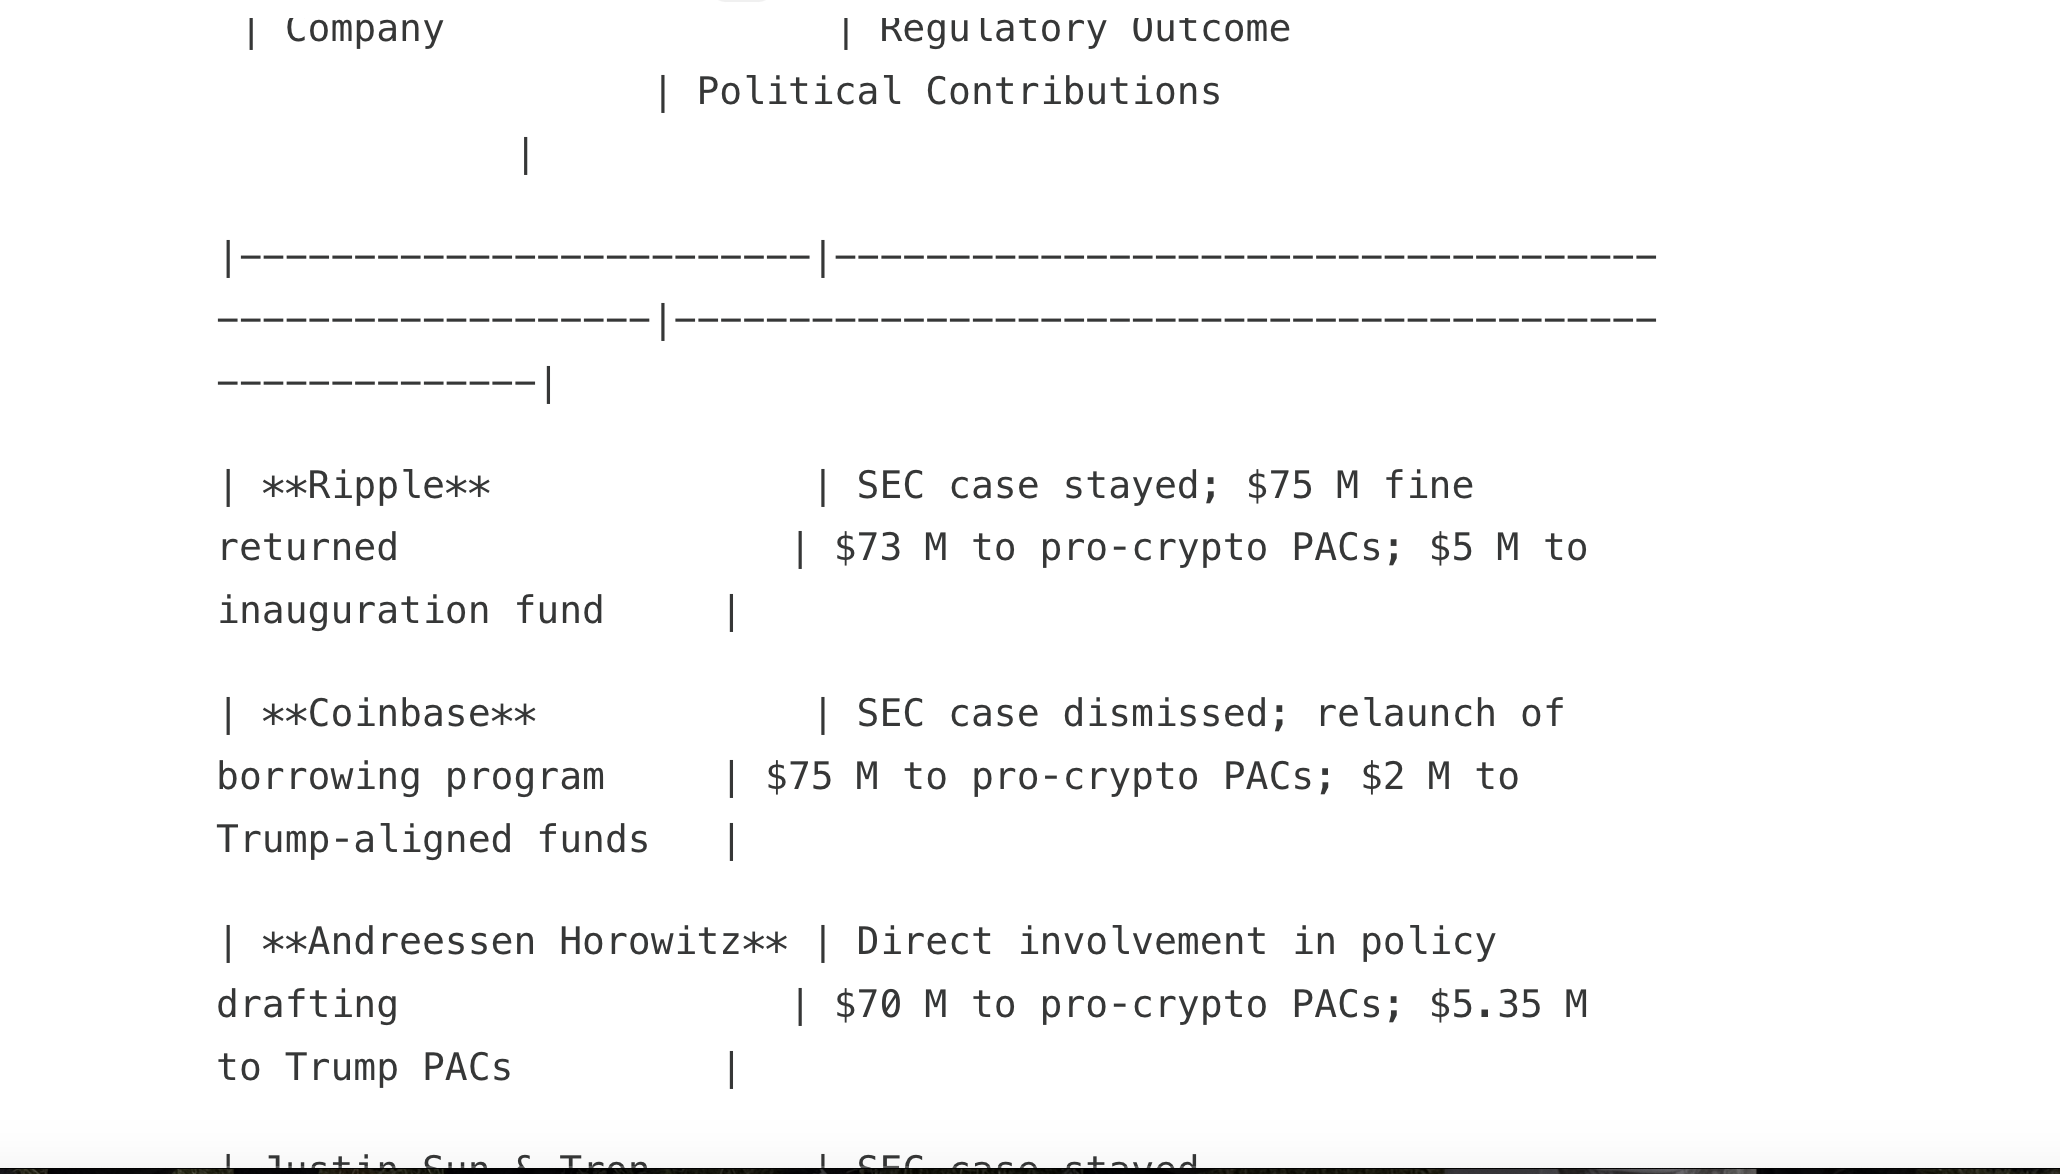 | Company | Regulatory Outcome
| Political Contributions
|
|-------------------------|------------------------------------
-------------------|-------------------------------------------
--------------|
| **Ripple** | SEC case stayed; $75 M fine
returned | $73 M to pro-crypto PACs; $5 M to
inauguration fund |
| **Coinbase** | SEC case dismissed; relaunch of
borrowing program | $75 M to pro-crypto PACs; $2 M to
Trump-aligned funds |
| **Andreessen Horowitz** | Direct involvement in policy
drafting | $70 M to pro-crypto PACs; $5.35 M
to Trump PACs |
| Justin Sun & Tron | SEC case stayed